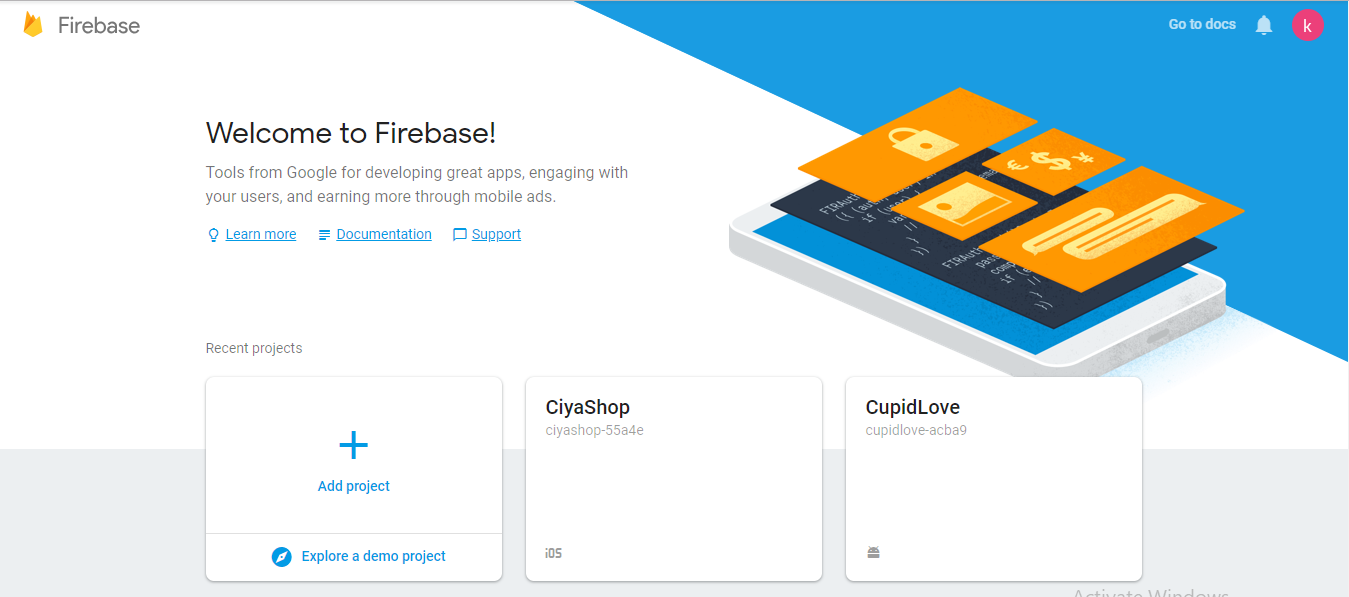 Firebase
Go to docs
k
Welcome to Firebase!
Tools from Google for developing great apps, engaging with
your users, and earning more through mobile ads.
Learn more
Documentation
Support
Recent projects
Add project
Explore a demo project
CiyaShop
ciyashop-55a4e
iOS
CupidLove
cupidlove-acba9
Activate Windows